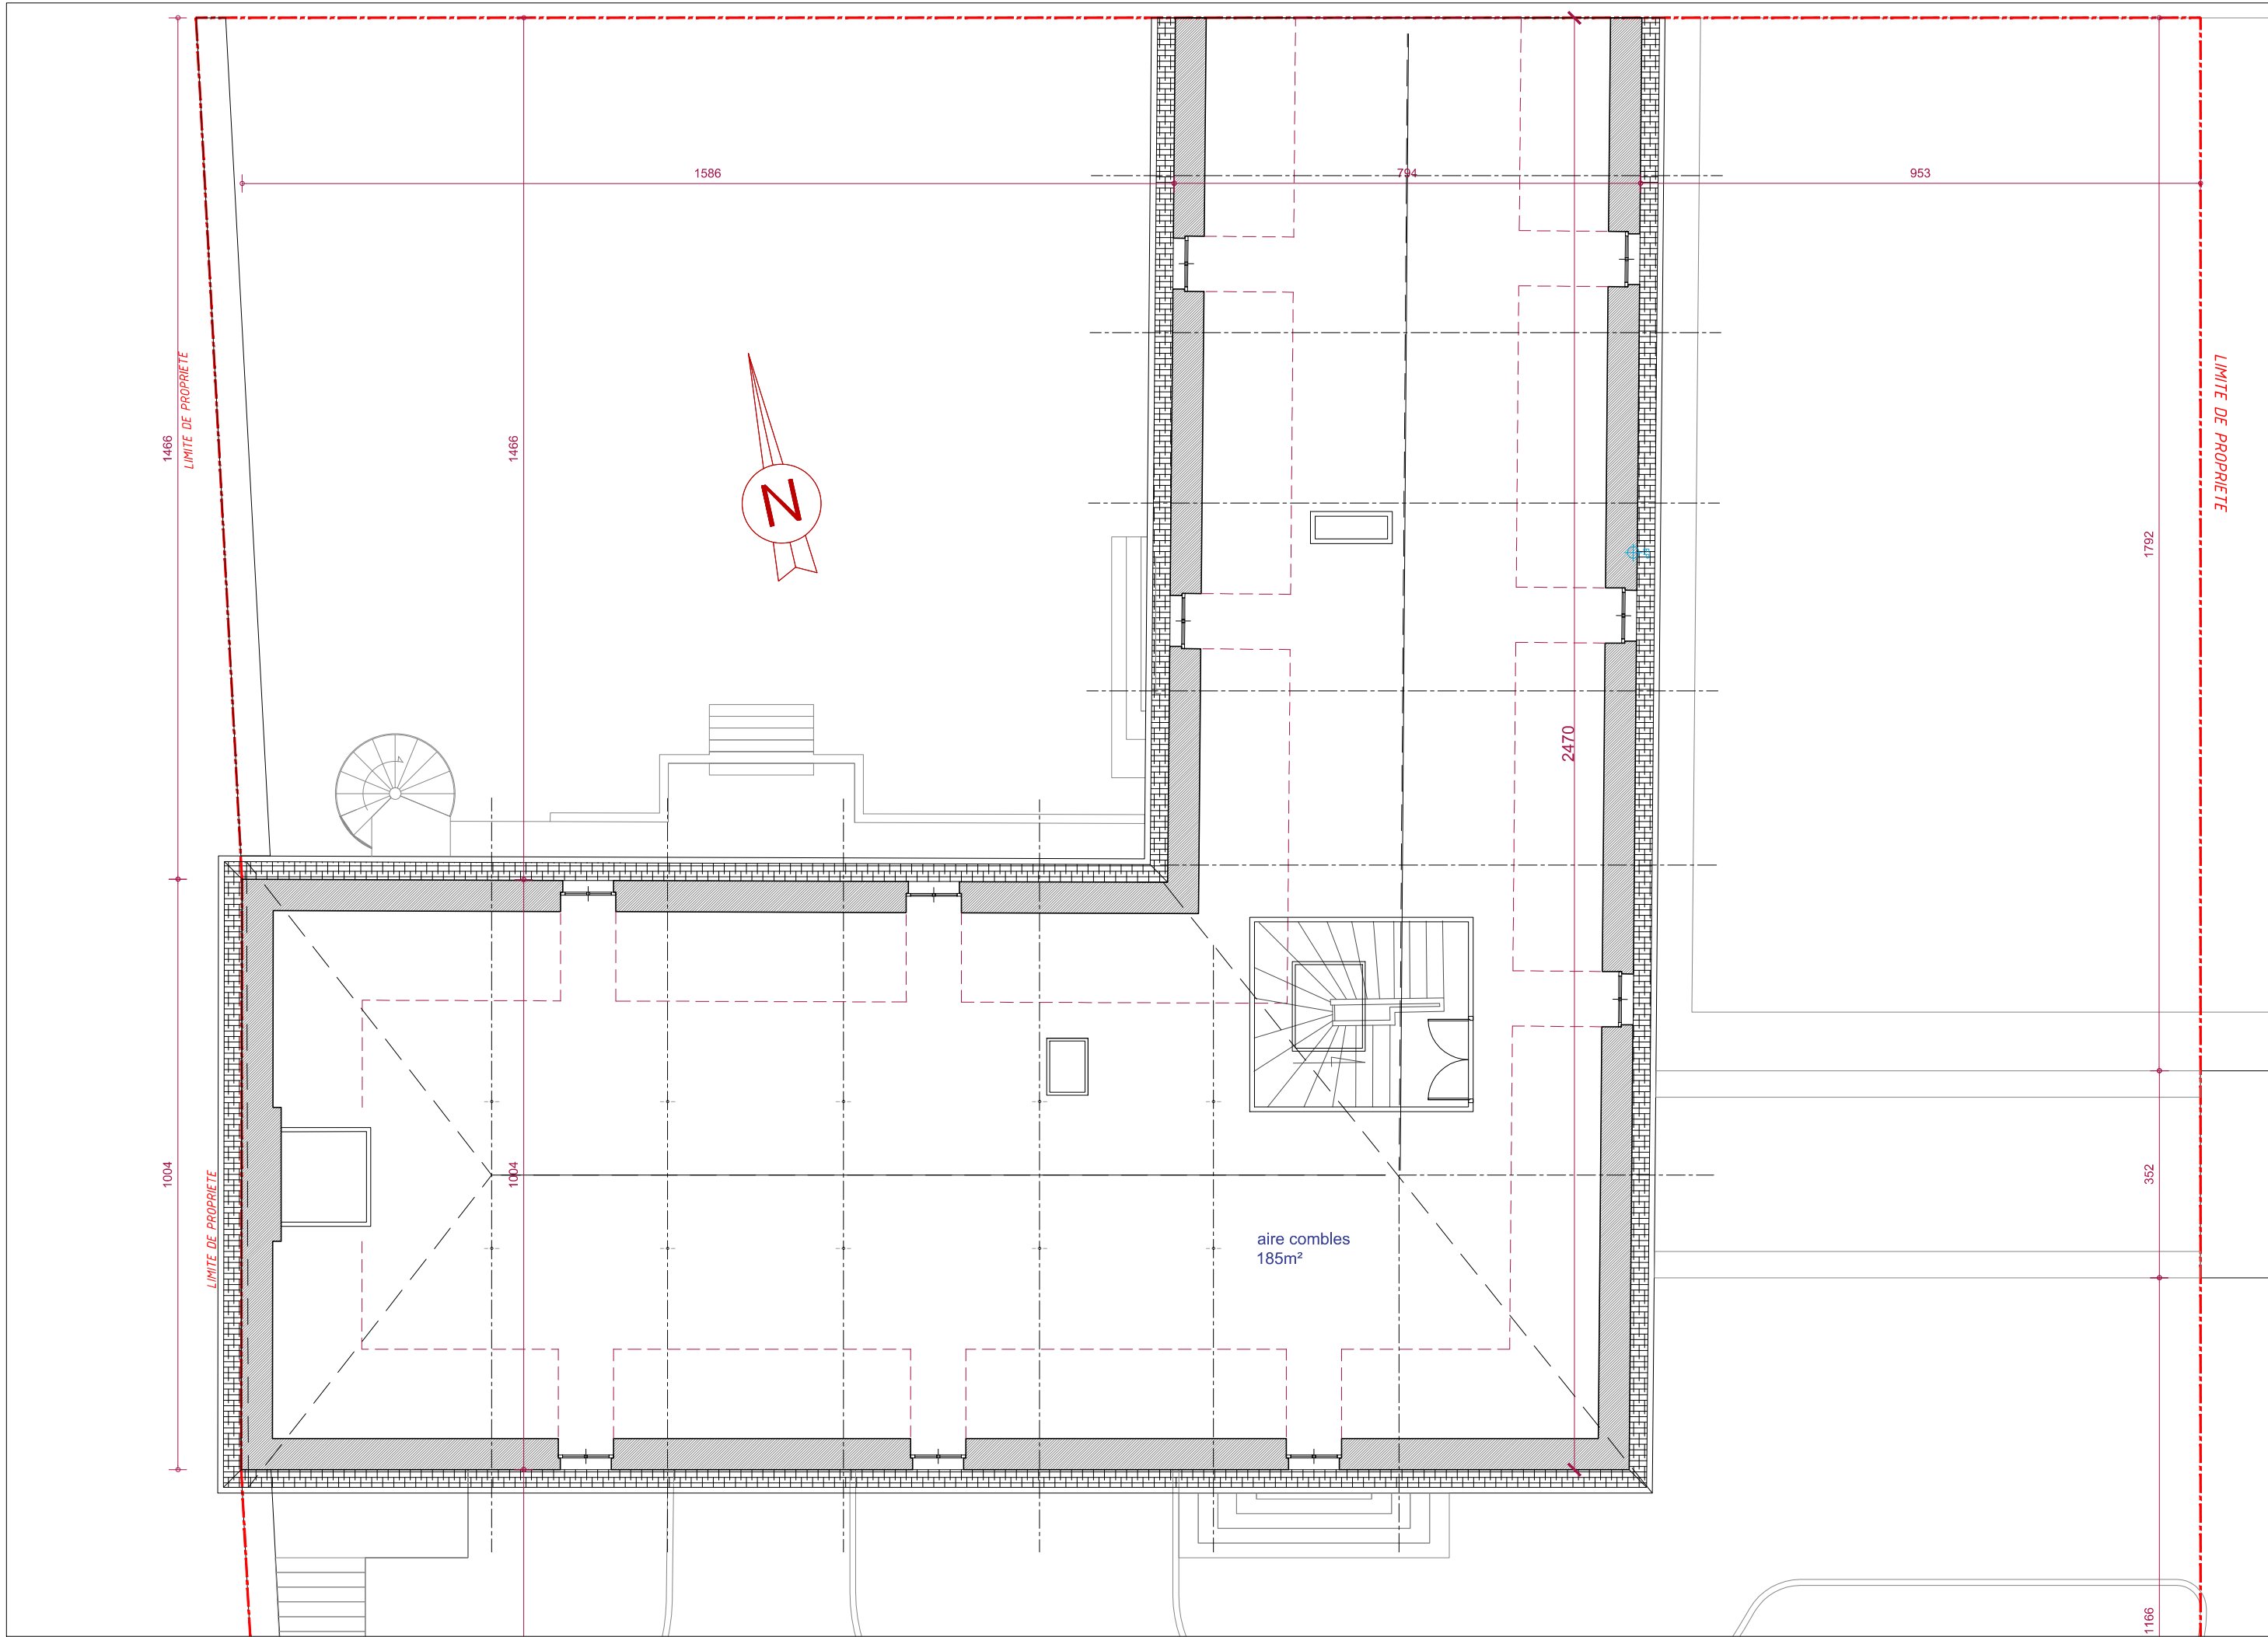 1586
794
953
LIMITE DE PROPRIETE
LIMITE DE PROPRIETE
1466
1466
N
1792
2470
1004
1004
352
LIMITE DE PROPRIETE
aire combles
185m²
1166